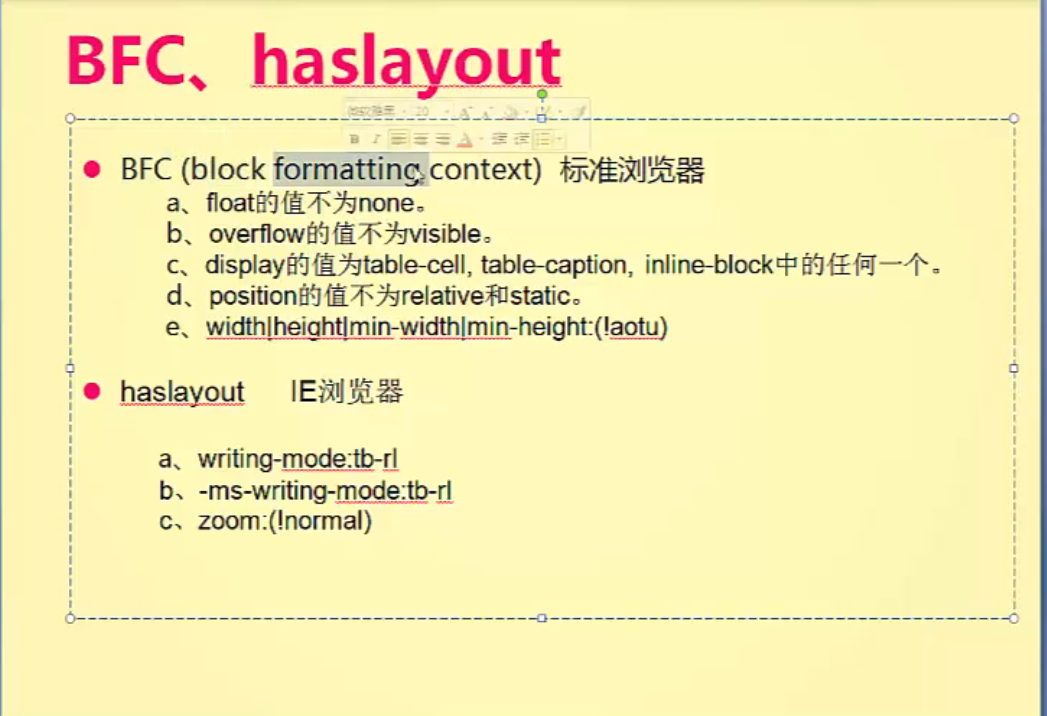 BFC、haslayout
BFC (block formatting context) 标准浏览器
a、float的值不为none。
b、overflow的值不为visible。
c、display的值为table-cell, table-caption, inline-block中的任何一个。
d、position的值不为relative和static。
e、width|height|min-width|min-height:(!aotu)
haslayout IE浏览器
a、writing-mode:tb-rl
b、-ms-writing-mode:tb-rl
c、zoom:(!normal)